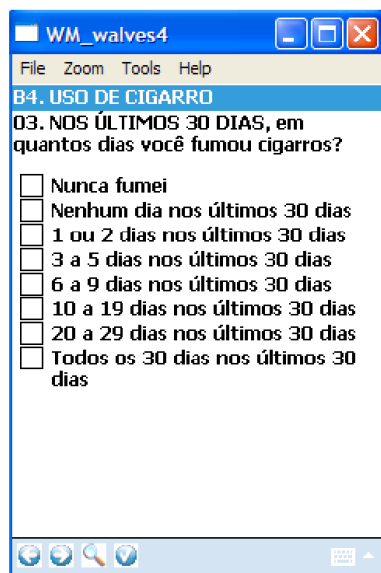 WM_walves4
File Zoom Tools Help
B4. USO DE CIGARRO
03. NOS ÚLTIMOS 30 DIAS, em
quantos dias você fumou cigarros?
Nunca fumei
Nenhum dia nos últimos 30 dias
1 ou 2 dias nos últimos 30 dias
3 a 5 dias nos últimos 30 dias
6 a 9 dias nos últimos 30 dias
10 a 19 dias nos últimos 30 dias
20 a 29 dias nos últimos 30 dias
Todos os 30 dias nos últimos 30
dias